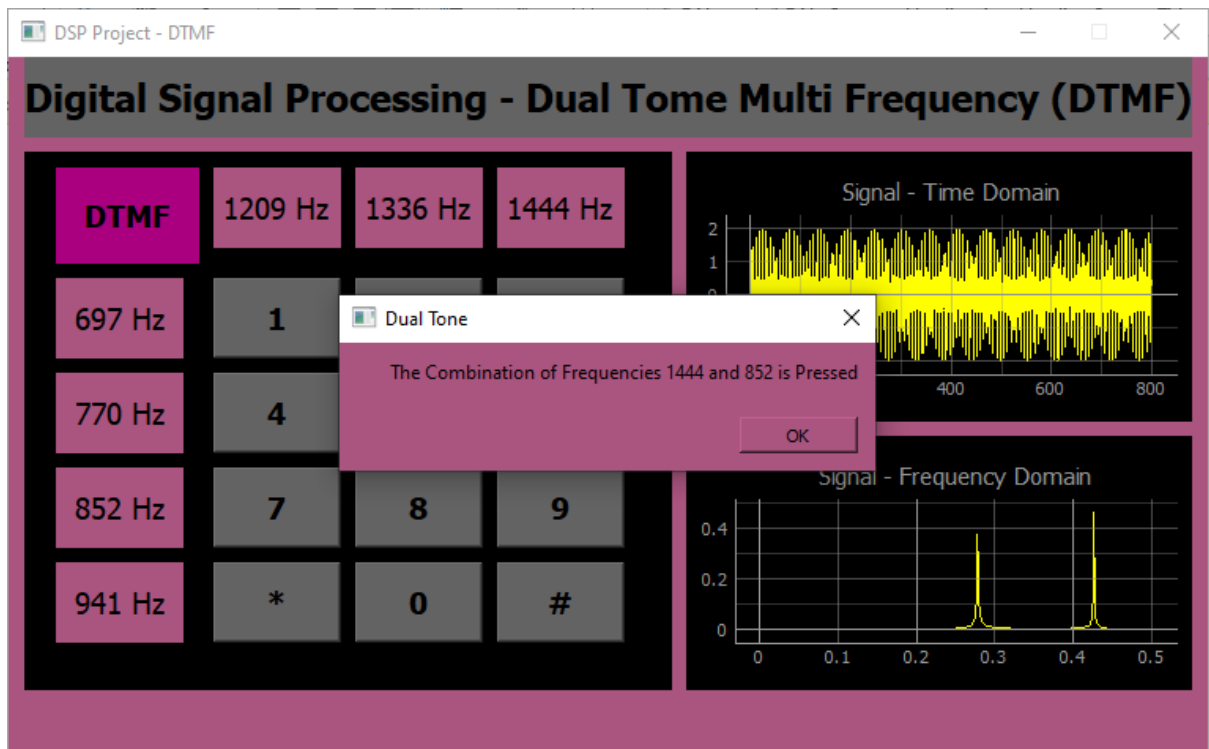 DSP Project - DTMF
Digital Signal Processing - Dual Tome Multi Frequency (DTMF)
DTMF 1209 Hz 1336 Hz 1444 Hz
697 Hz 1
770 Hz 4
852 Hz 7 8 9
941 Hz * 0 #
Dual Tone
The Combination of Frequencies 1444 and 852 is Pressed
OK
Signal - Time Domain
2
1
400 600 800
Signal - Frequency Domain
0.4
0.2
0
0 0.1 0.2 0.3 0.4 0.5